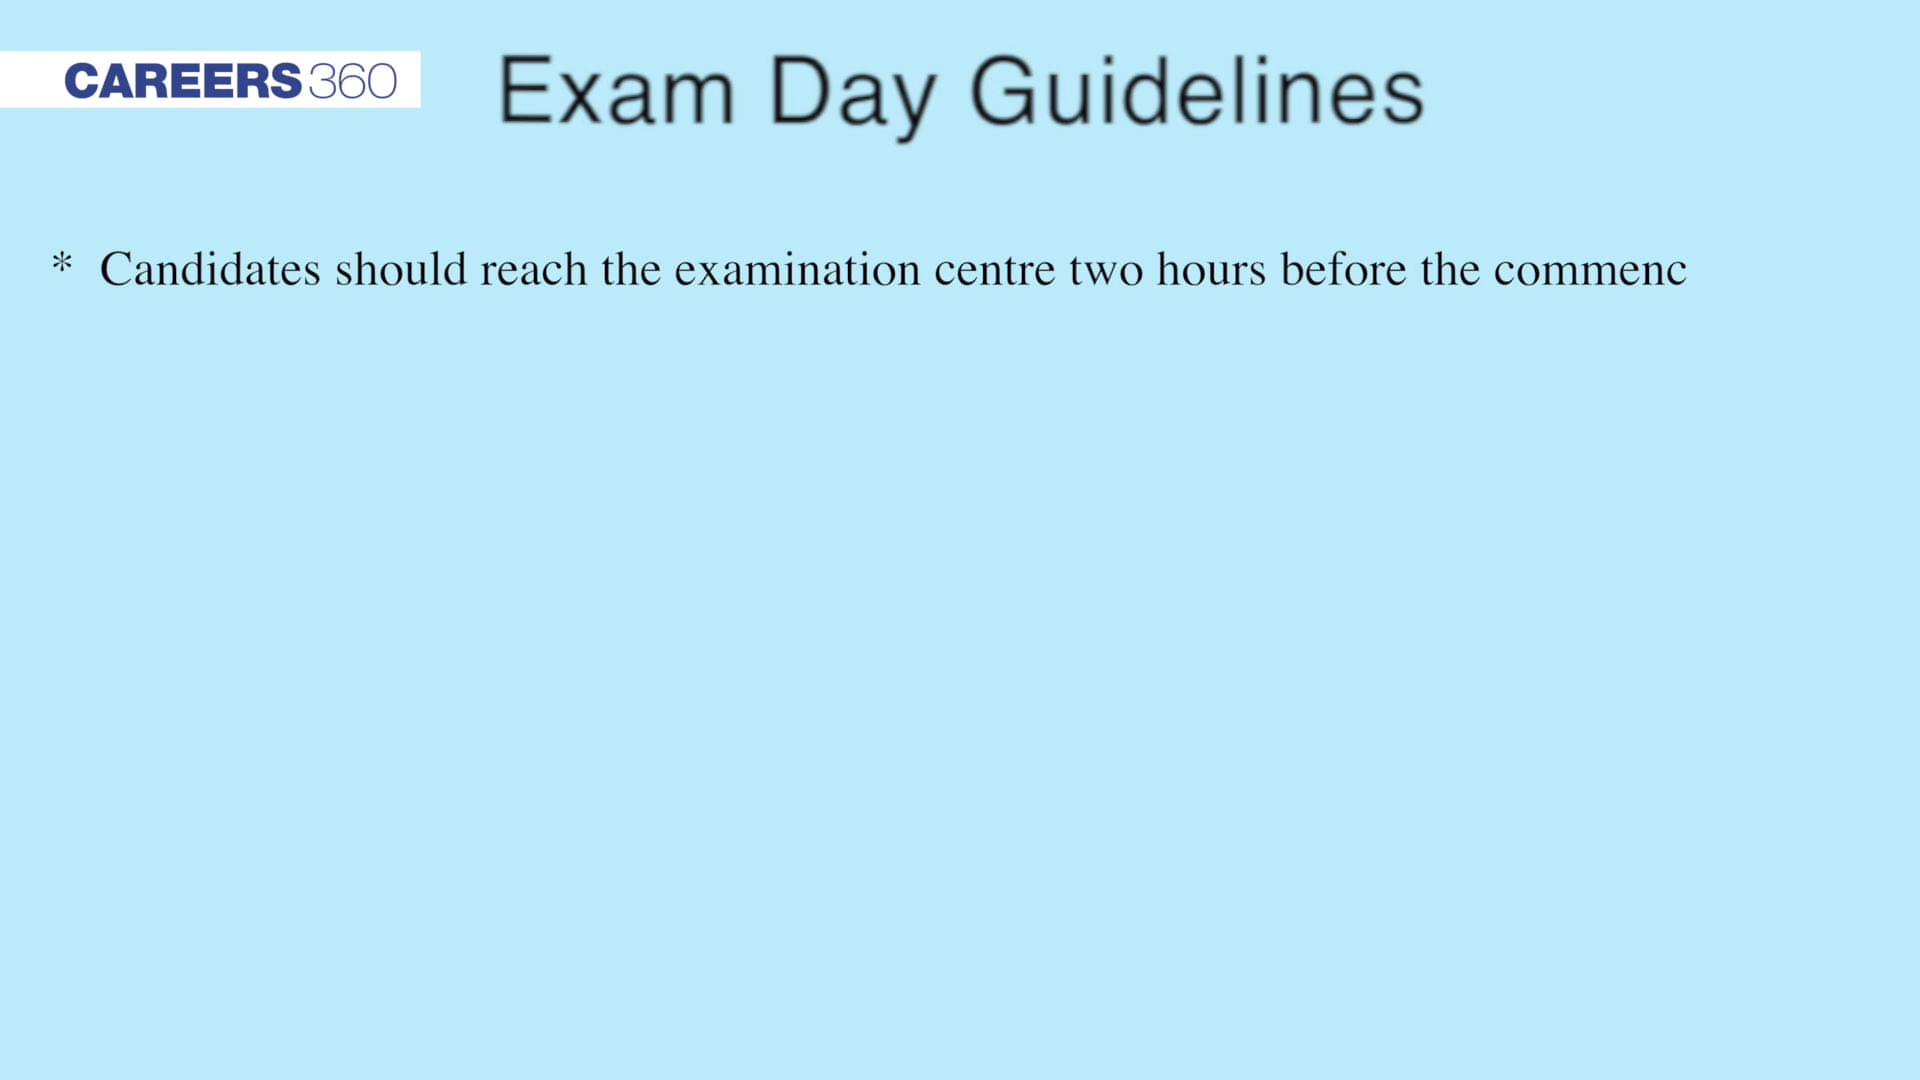 CAREERS360
Exam Day Guidelines
* Candidates should reach the examination centre two hours before the commenc